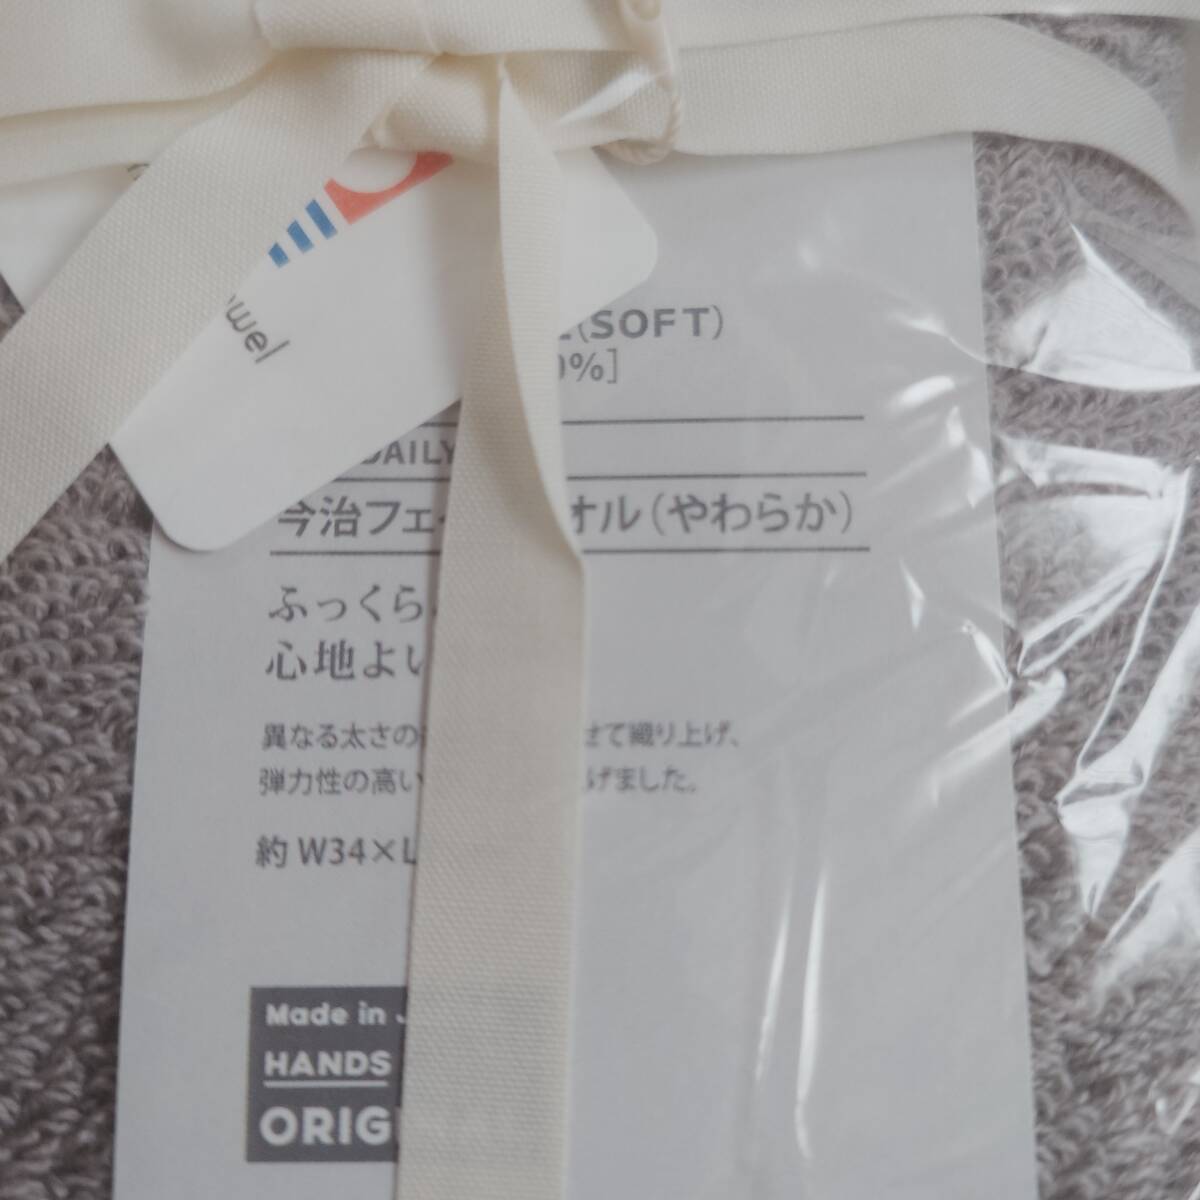 (SOFT)
0%]
DAILY
今治フェ オル(やわらか)
ふっくら
心地よい
異なる太さの せて織り上げ、
弾力性の高い げました。
約 W34×L
Made in
HANDS
ORIG
wel